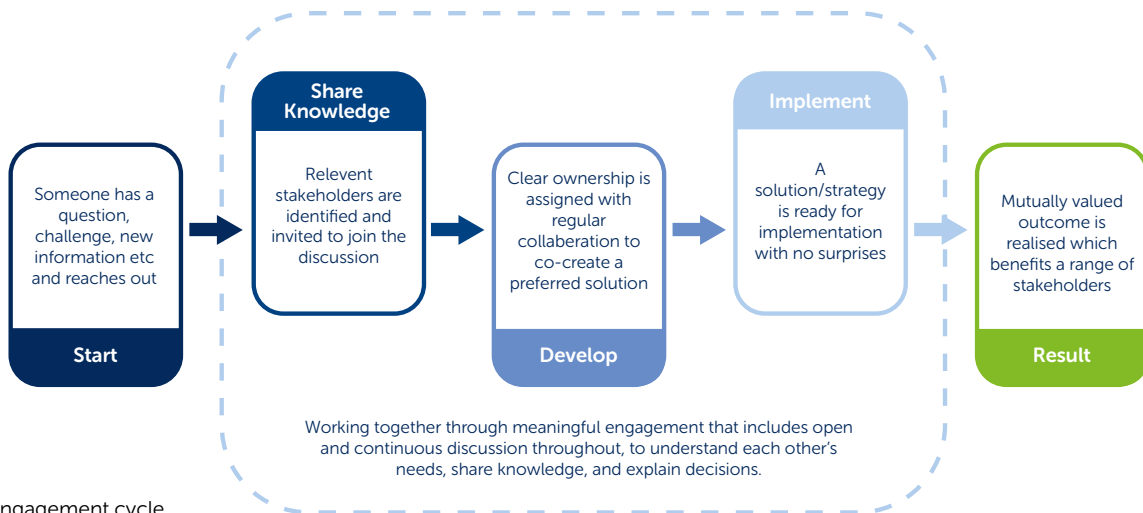 Someone has a
question,
challenge, new
information etc
and reaches out
Start
Share
Knowledge
Relevent
stakeholders are
identified and
invited to join the
discussion
Clear ownership is
assigned with
regular
collaberation to
co-create a
preferred solution
Develop
Implement
A
solution/strategy
is ready for
implementation
with no surprises
Mutually valued
outcome is
realised which
benefits a range of
stakeholders
Result
Working together through meaningful engagement that includes open
and continuous discussion throughout, to understand each other's
needs, share knowledge, and explain decisions.
ngagement cycle